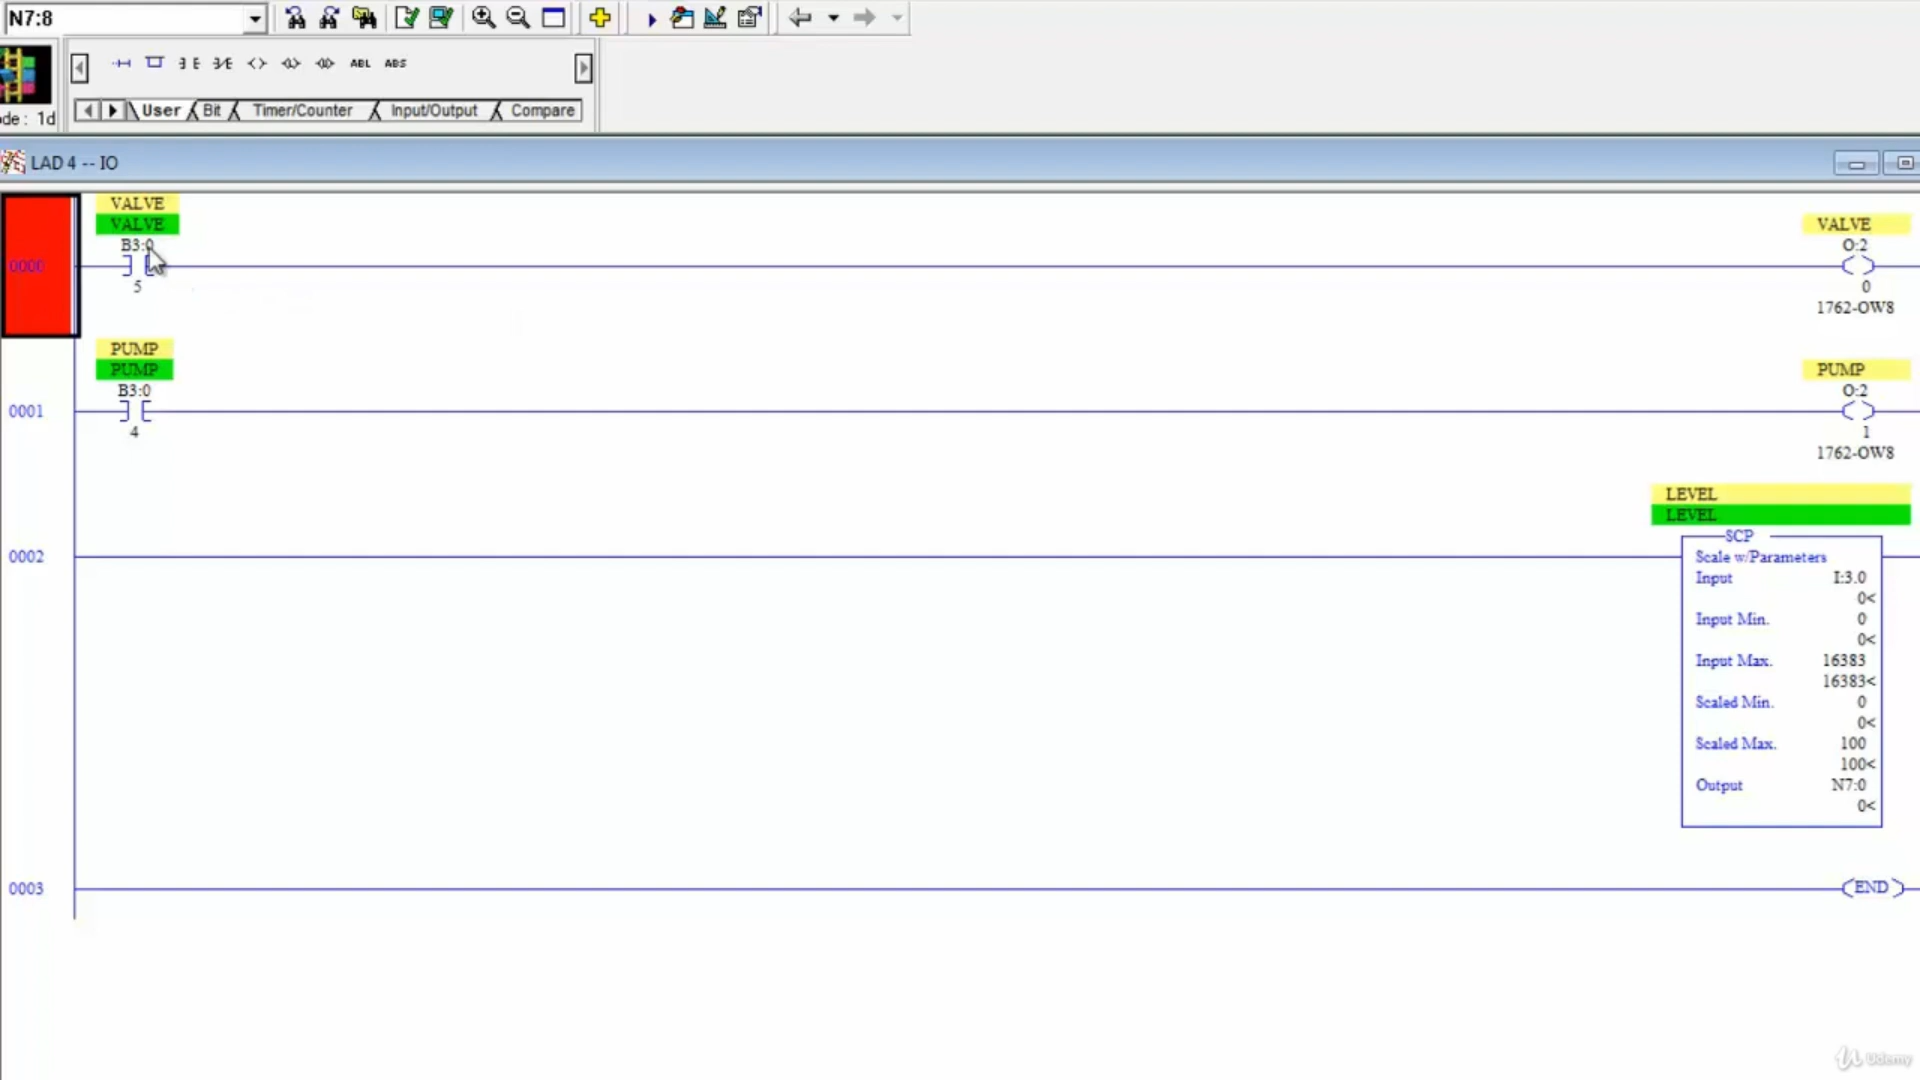 N7:8
ABL ABS
ode: 1d
User Bit Timer/Counter Input/Output Compare
LAD 4 -- IO
VALVE
VALVE
B3:0
0000
5
VALVE
O:2
0
1762-OW8
PUMP
PUMP
B3:0
0001
4
PUMP
O:2
1
1762-OW8
LEVEL
LEVEL
0002
SCP
Scale w/Parameters
Input I:3.0
0<
Input Min. 0
0<
Input Max. 16383
16383<
Scaled Min. 0
0<
Scaled Max. 100
100<
Output N7:0
0<
0003
END
Udemy